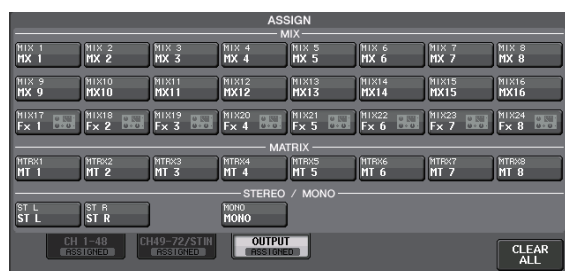 ASSIGN
MIX
MIX 1 MIX 2 MIX 3 MIX 4 MIX 5 MIX 6 MIX 7 MIX 8
MX 1 MX 2 MX 3 MX 4 MX 5 MX 6 MX 7 MX 8
MIX 9 MIX10 MIX11 MIX12 MIX13 MIX14 MIX15 MIX16
MX 9 MX10 MX11 MX12 MX13 MX14 MX15 MX16
MIX17 MIX18 MIX19 MIX20 MIX21 MIX22 MIX23 MIX24
Fx 1 Fx 2 Fx 3 Fx 4 Fx 5 Fx 6 Fx 7 Fx 8
MATRIX
MTRX1 MTRX2 MTRX3 MTRX4 MTRX5 MTRX6 MTRX7 MTRX8
MT 1 MT 2 MT 3 MT 4 MT 5 MT 6 MT 7 MT 8
STEREO / MONO
ST L ST R MONO
ST L ST R MONO
CH 1-48 CH49-72/STIN OUTPUT
ASSIGNED ASSIGNED ASSIGNED
CLEAR
ALL